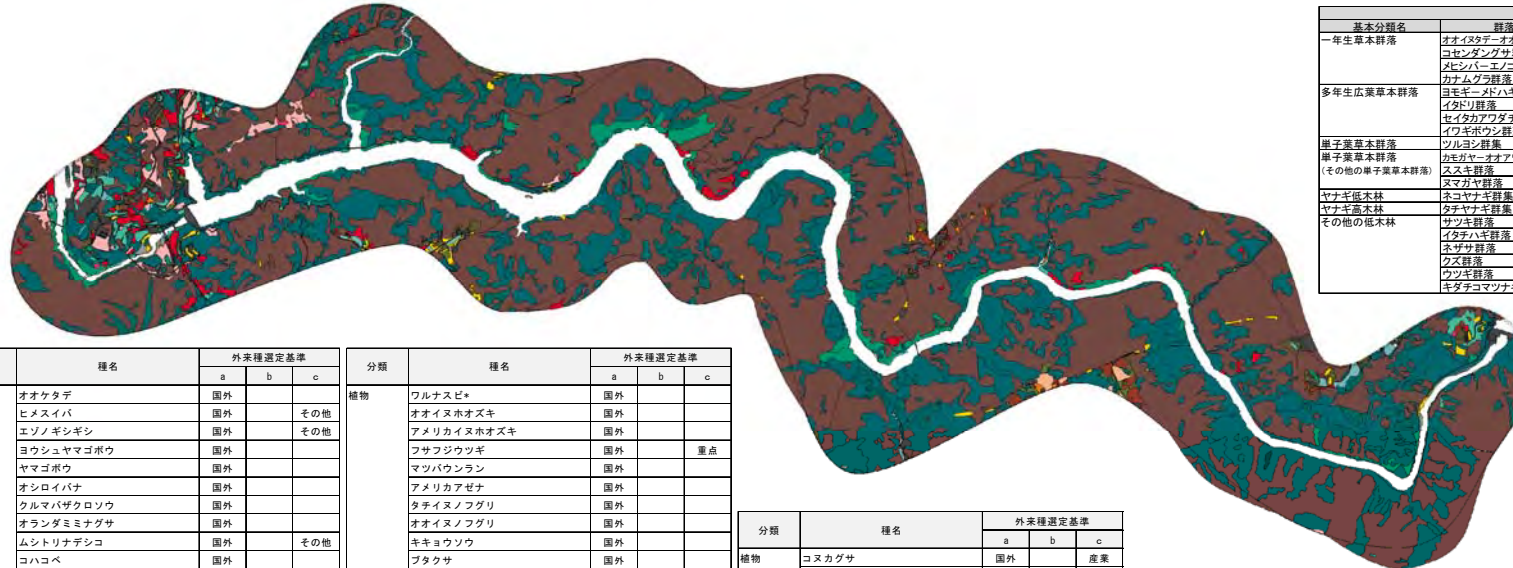 基本分類名 群落
一年生草本群落 オオイヌタデーオオ
コセンダングサ
メヒシバーエノコ
カナムグラ群落
多年生広葉草本群落 ヨモギーメドハギ
イタドリ群落
セイタカアワダチ
イワギボウシ群
単子葉草本群落 ツルヨシ群集
単子葉草本群落 カモガヤーオオア
(その他の単子葉草本群落) ススキ群落
ヌマガヤ群落
ヤナギ低木林 ネコヤナギ群集
ヤナギ高木林 タチヤナギ群集
その他の低木林 サツキ群落
イタチハギ群落
ネザサ群落
クズ群落
ウツギ群落
キダチコマツナギ
種名 外来種選定基準
a b c
オオケタデ 国外
ヒメスイバ 国外 その他
エゾノギシギシ 国外 その他
ヨウシュヤマゴボウ 国外
ヤマゴボウ 国外
オシロイバナ 国外
クルマバザクロソウ 国外
オランダミミナグサ 国外
ムシトリナデシコ 国外 その他
コハコベ 国外
分類 種名 外来種選定基準
a b c
植物 ワルナスビ* 国外
オオイヌホオズキ 国外
アメリカイヌホオズキ 国外
フサフジウツギ 国外 重点
マツバウンラン 国外
アメリカアゼナ 国外
タチイヌノフグリ 国外
オオイヌノフグリ 国外
キキョウソウ 国外
ブタクサ 国外
分類 種名 外来種選定基準
a b c
植物 コヌカグサ 国外 産業